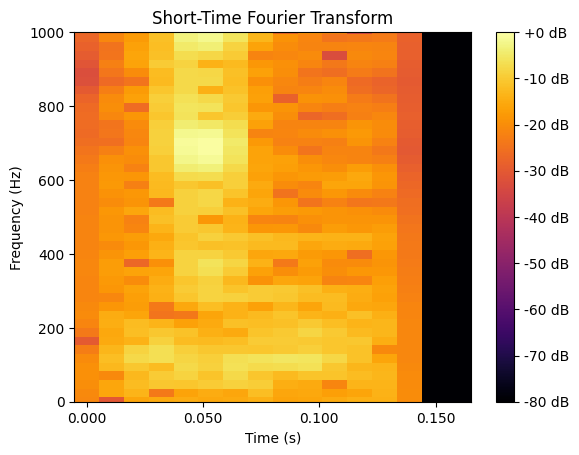 Short-Time Fourier Transform
1000
800
600
400
200
0
Frequency (Hz)
0.000
0.050
0.100
0.150
Time (s)
+0 dB
-10 dB
-20 dB
-30 dB
-40 dB
-50 dB
-60 dB
-70 dB
-80 dB